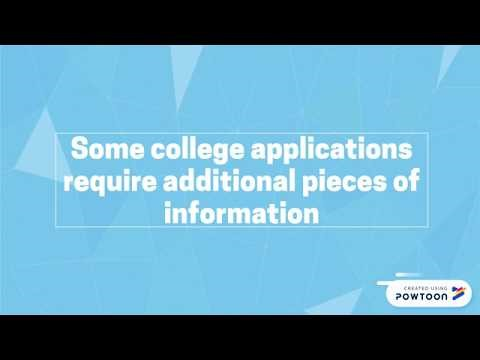 Some college applications
require additional pieces of
information
CREATED USING
POWTOON